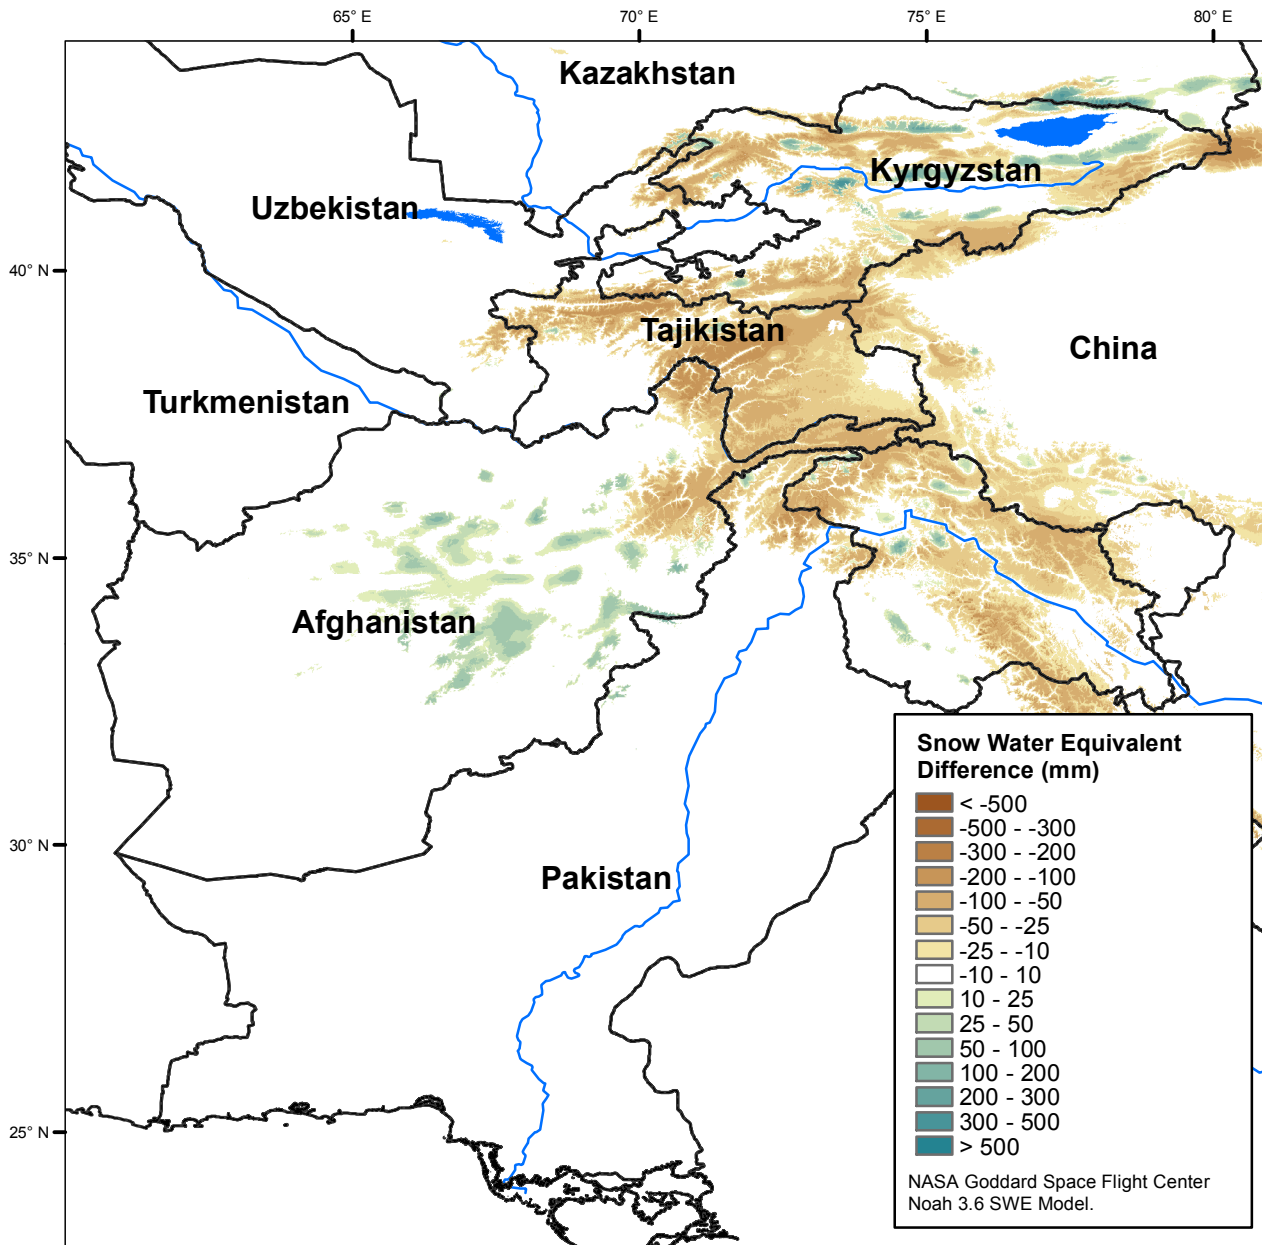 65° E
70° E
75° E
80° E
Kazakhstan
Kyrgyzstan
Uzbekistan
40° N
Tajikistan
China
Turkmenistan
35° N
Afghanistan
Snow Water Equivalent
Difference (mm)
< -500
-500 - -300
-300 - -200
-200 - -100
-100 - -50
-50 - -25
-25 - -10
-10 - 10
10 - 25
25 - 50
50 - 100
100 - 200
200 - 300
300 - 500
> 500
NASA Goddard Space Flight Center
Noah 3.6 SWE Model.
30° N
Pakistan
25° N